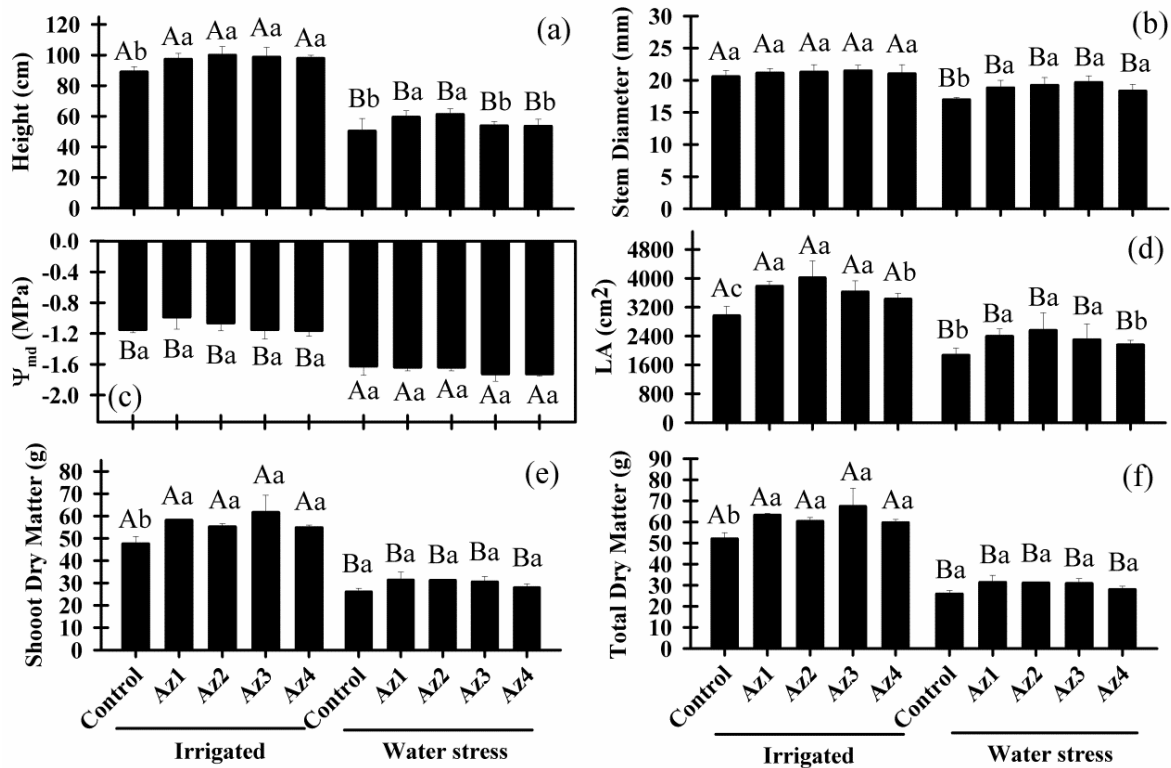 (a)
Height (cm)
120
100
80
60
40
20
0
Ab Aa Aa Aa Aa Bb Ba Ba Bb Bb
(b)
Stem Diameter (mm)
30
25
20
15
10
5
0
Aa Aa Aa Aa Aa Bb Ba Ba Ba Ba
(c)
Ψmd (MPa)
0.0
-0.4
-0.8
-1.2
-1.6
-2.0
Ba Ba Ba Ba Ba Aa Aa Aa Aa Aa
(d)
LA (cm²)
4800
4000
3200
2400
1600
800
0
Ac Aa Aa Aa Ab Bb Ba Ba Ba Bb
(e)
Shooot Dry Matter (g)
80
70
60
50
40
30
20
10
0
Ab Aa Aa Aa Aa Ba Ba Ba Ba Ba
Control Az1 Az2 Az3 Az4 Control Az1 Az2 Az3 Az4
Irrigated Water stress
(f)
Total Dry Matter (g)
90
80
70
60
50
40
30
20
10
0
Ab Aa Aa Aa Aa Ba Ba Ba Ba Ba
Control Az1 Az2 Az3 Az4 Control Az1 Az2 Az3 Az4
Irrigated Water stress